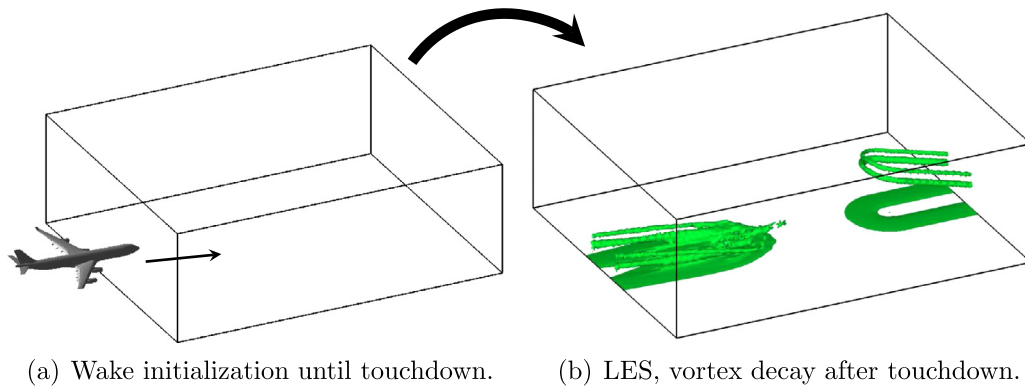 (a) Wake initialization until touchdown.
(b) LES, vortex decay after touchdown.